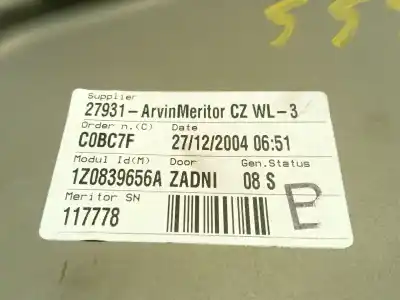 S S S
Supplier
27931-ArvinMeritor CZ WL-3
Order n.(C) Date
C0BC7F 27/12/2004 06:51
Modul Id(M) Door Gen.Status
1Z0839656A ZADNI 08 S
Meritor SN
117778
P